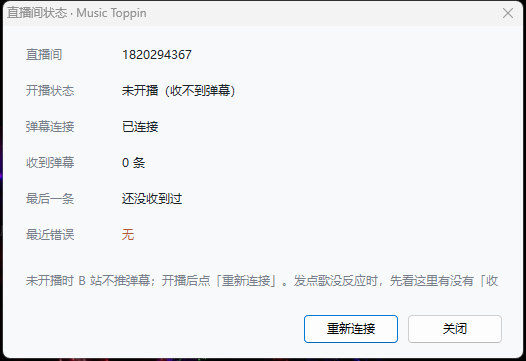 直播间状态 · Music Toppin
直播间 1820294367
开播状态 未开播（收不到弹幕）
弹幕连接 已连接
收到弹幕 0 条
最后一条 还没收到过
最近错误 无
未开播时 B 站不推弹幕；开播后点「重新连接」。发点歌没反应时，先看这里有没有「收
重新连接 关闭